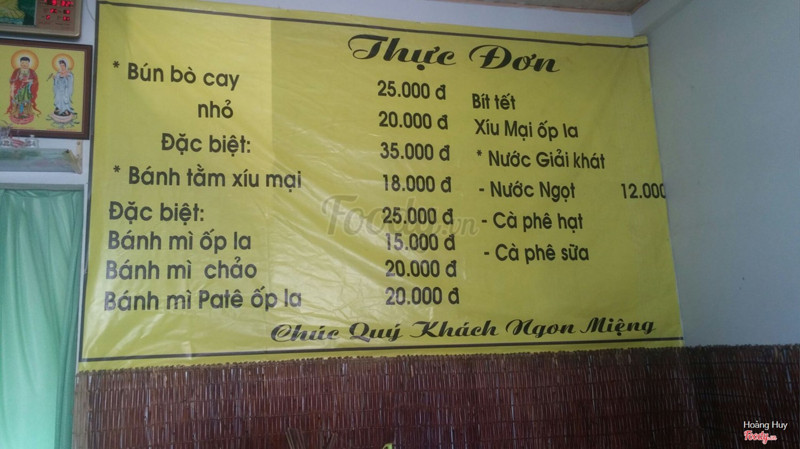 Thực Đơn
* Bún bò cay 25.000 đ
nhỏ 20.000 đ
Đặc biệt: 35.000 đ
* Bánh tằm xíu mại 18.000 đ
Đặc biệt: 25.000 đ
Bánh mì ốp la 15.000 đ
Bánh mì chảo 20.000 đ
Bánh mì Patê ốp la 20.000 đ
Bít tết
Xíu Mại ốp la
* Nước Giải khát
- Nước Ngọt 12.000
- Cà phê hạt
- Cà phê sữa
Chúc Quý Khách Ngon Miệng
Foody.vn
Hoàng Huy
Foody.vn